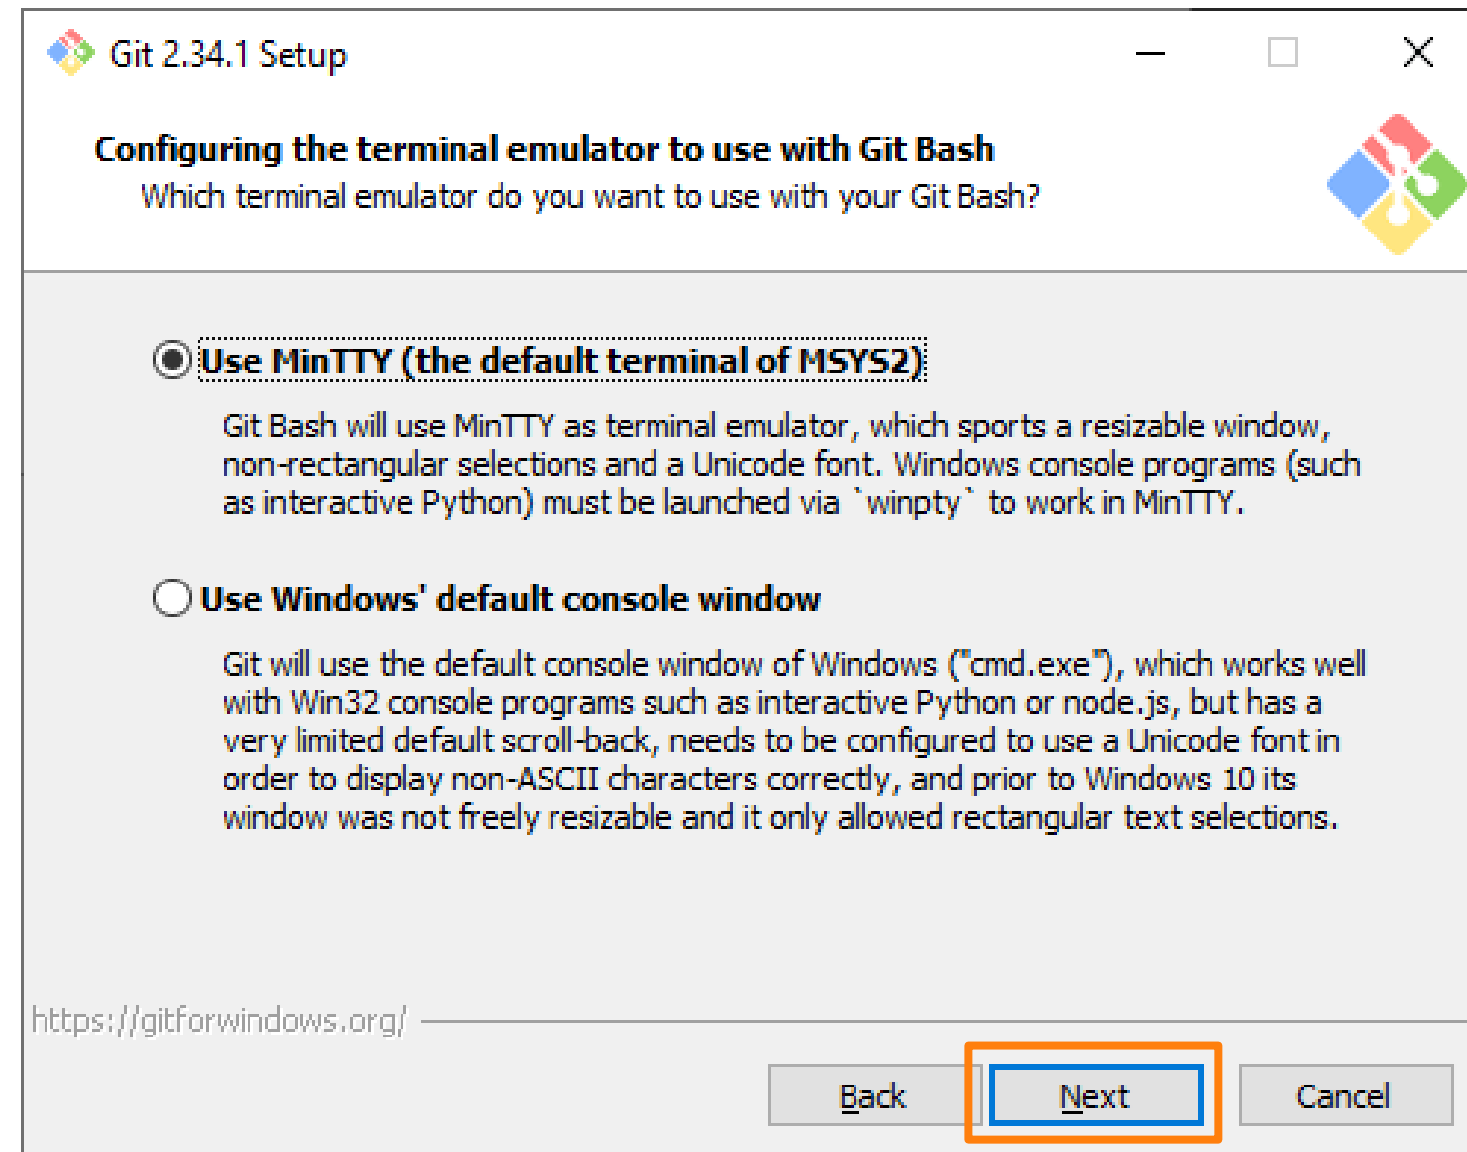 Git 2.34.1 Setup
Configuring the terminal emulator to use with Git Bash
Which terminal emulator do you want to use with your Git Bash?
Use MinTTY (the default terminal of MSYS2)
Git Bash will use MinTTY as terminal emulator, which sports a resizable window,
non-rectangular selections and a Unicode font. Windows console programs (such
as interactive Python) must be launched via `winpty` to work in MinTTY.
Use Windows' default console window
Git will use the default console window of Windows ("cmd.exe"), which works well
with Win32 console programs such as interactive Python or node.js, but has a
very limited default scroll-back, needs to be configured to use a Unicode font in
order to display non-ASCII characters correctly, and prior to Windows 10 its
window was not freely resizable and it only allowed rectangular text selections.
https://gitforwindows.org/
Back Next Cancel